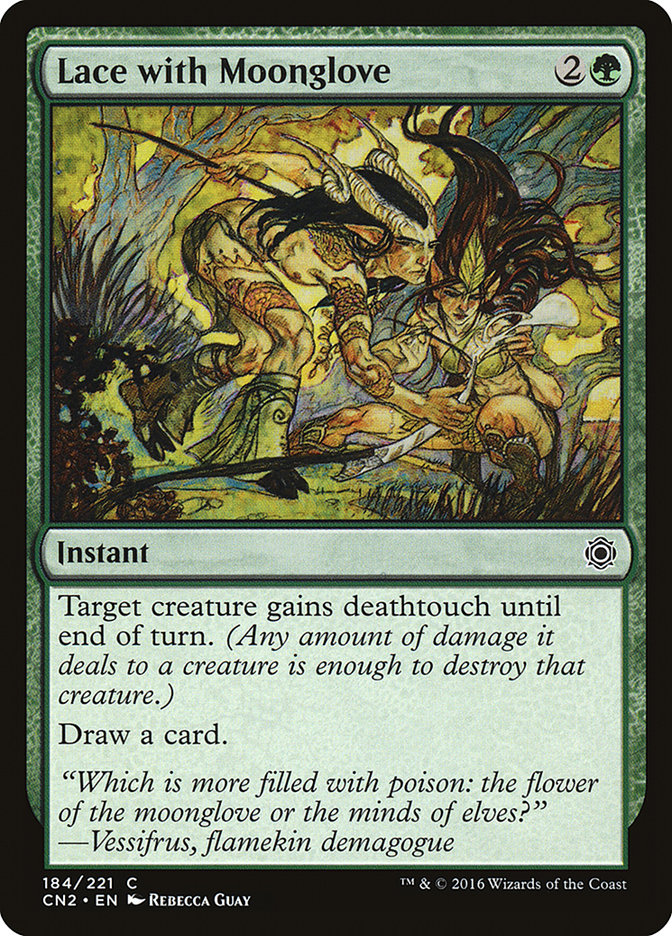 Lace with Moonglove 2
Instant
Target creature gains deathtouch until
end of turn. (Any amount of damage it
deals to a creature is enough to destroy that
creature.)
Draw a card.
“Which is more filled with poison: the flower
of the moonglove or the minds of elves?”
—Vessifrus, flamekin demagogue
184/221 C
CN2 • EN Rebecca Guay
™ & © 2016 Wizards of the Coast